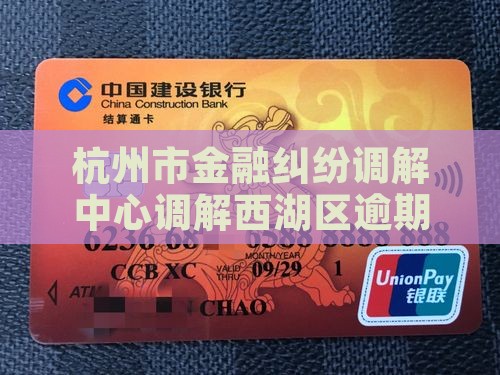 中国建设银行
China Construction Bank
结算通卡
杭州市金融纠纷调解
中心调解西湖区逾期
MONTH/YEAR
CCB XC VALID THRU 09/29 1
ATM
CHAO
UnionPay
银联